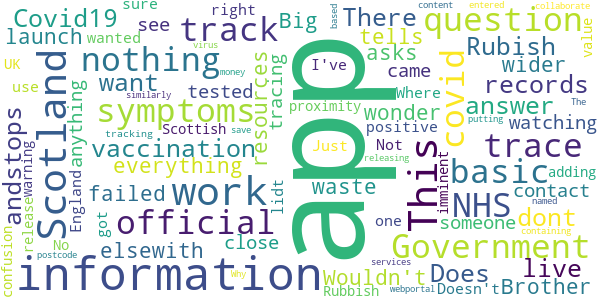 Covid19
sure
right
There
question
launch
wanted
track
see
Big
tells
Rubish
value
entered
collaborate
content
based
virus
UK
nothing
asks
wider
use
want
tested
resources
tracing
I've
came
covid
records
Scotland
symptoms
proximity
Where
wonder
answer
watching
The
money
similarly
tracking
Scottish
save
Just
positive
Not
trace
putting
andstops
warning
anything
vaccination
everything
waste
This
imminent
basic
adding
releasing
England
failed
work
lidt
app
one
someone
NHS
contact
named
release
No
got
official
close
Government
dont
containing
confusion
postcode
elsewith
Wouldn't
Does
live
information
Rubbish
services
Why
webportal
Doesn't
Brother